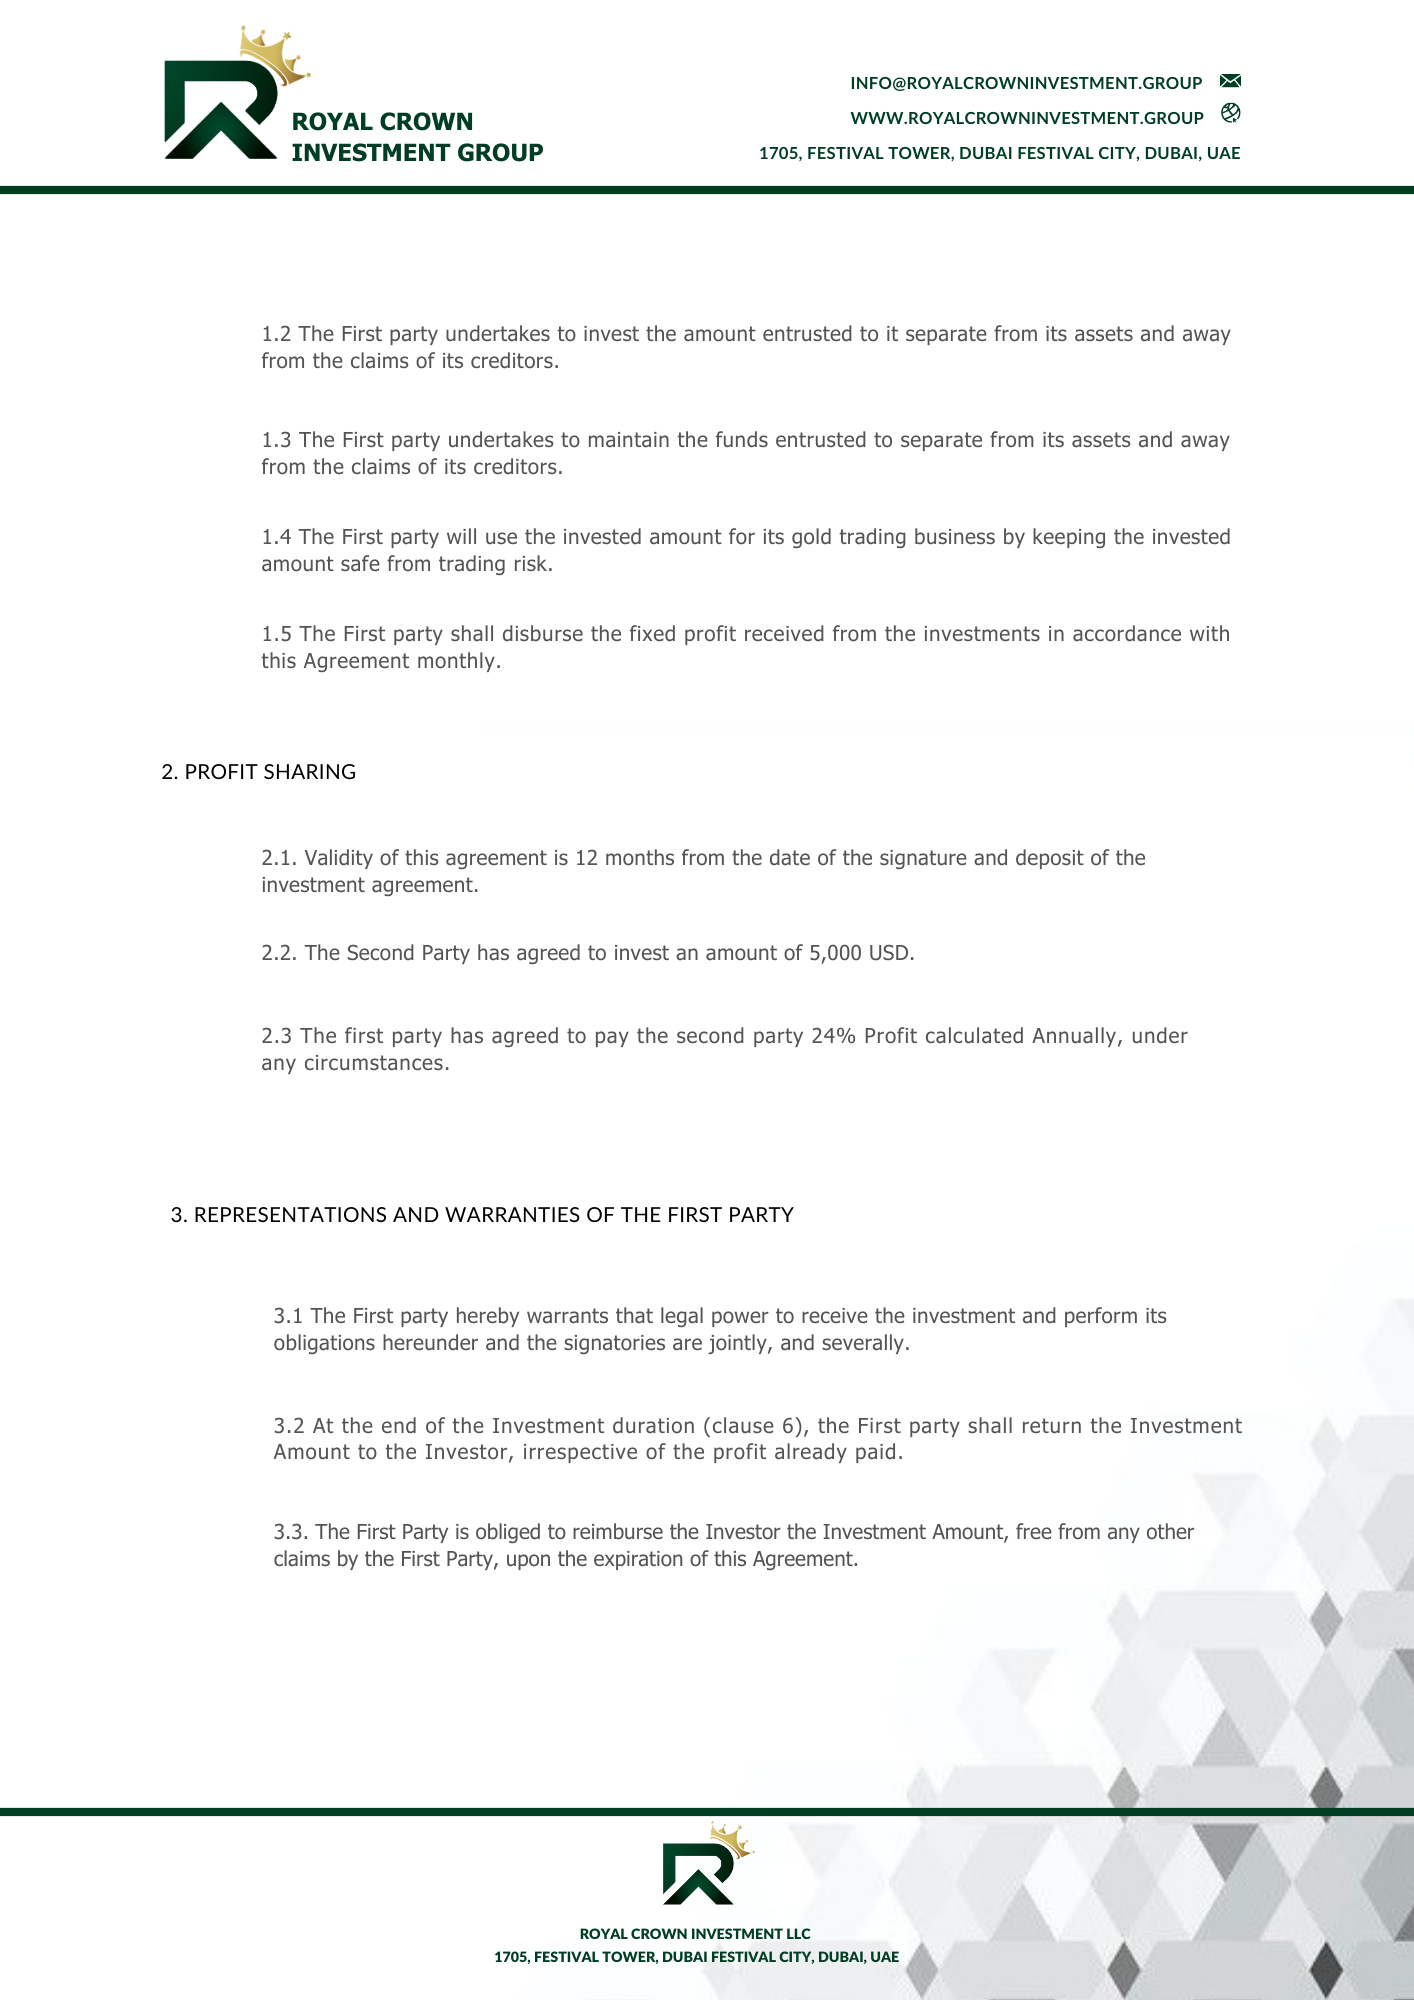 ROYAL CROWN
INVESTMENT GROUP
INFO@ROYALCROWNINVESTMENT.GROUP
WWW.ROYALCROWNINVESTMENT.GROUP
1705, FESTIVAL TOWER, DUBAI FESTIVAL CITY, DUBAI, UAE
1.2 The First party undertakes to invest the amount entrusted to it separate from its assets and away
from the claims of its creditors.
1.3 The First party undertakes to maintain the funds entrusted to separate from its assets and away
from the claims of its creditors.
1.4 The First party will use the invested amount for its gold trading business by keeping the invested
amount safe from trading risk.
1.5 The First party shall disburse the fixed profit received from the investments in accordance with
this Agreement monthly.
2. PROFIT SHARING
2.1. Validity of this agreement is 12 months from the date of the signature and deposit of the
investment agreement.
2.2. The Second Party has agreed to invest an amount of 5,000 USD.
2.3 The first party has agreed to pay the second party 24% Profit calculated Annually, under
any circumstances.
3. REPRESENTATIONS AND WARRANTIES OF THE FIRST PARTY
3.1 The First party hereby warrants that legal power to receive the investment and perform its
obligations hereunder and the signatories are jointly, and severally.
3.2 At the end of the Investment duration (clause 6), the First party shall return the Investment
Amount to the Investor, irrespective of the profit already paid.
3.3. The First Party is obliged to reimburse the Investor the Investment Amount, free from any other
claims by the First Party, upon the expiration of this Agreement.
ROYAL CROWN INVESTMENT LLC
1705, FESTIVAL TOWER, DUBAI FESTIVAL CITY, DUBAI, UAE